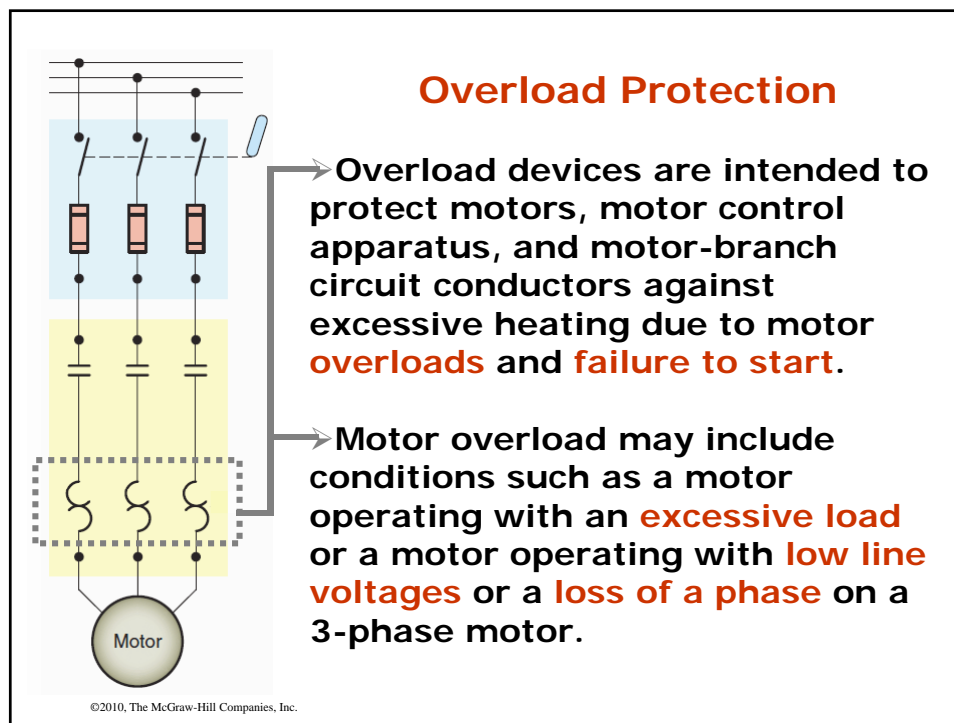 Overload Protection
Overload devices are intended to
protect motors, motor control
apparatus, and motor-branch
circuit conductors against
excessive heating due to motor
overloads and failure to start.
Motor overload may include
conditions such as a motor
operating with an excessive load
or a motor operating with low line
voltages or a loss of a phase on a
3-phase motor.
Motor
©2010, The McGraw-Hill Companies, Inc.